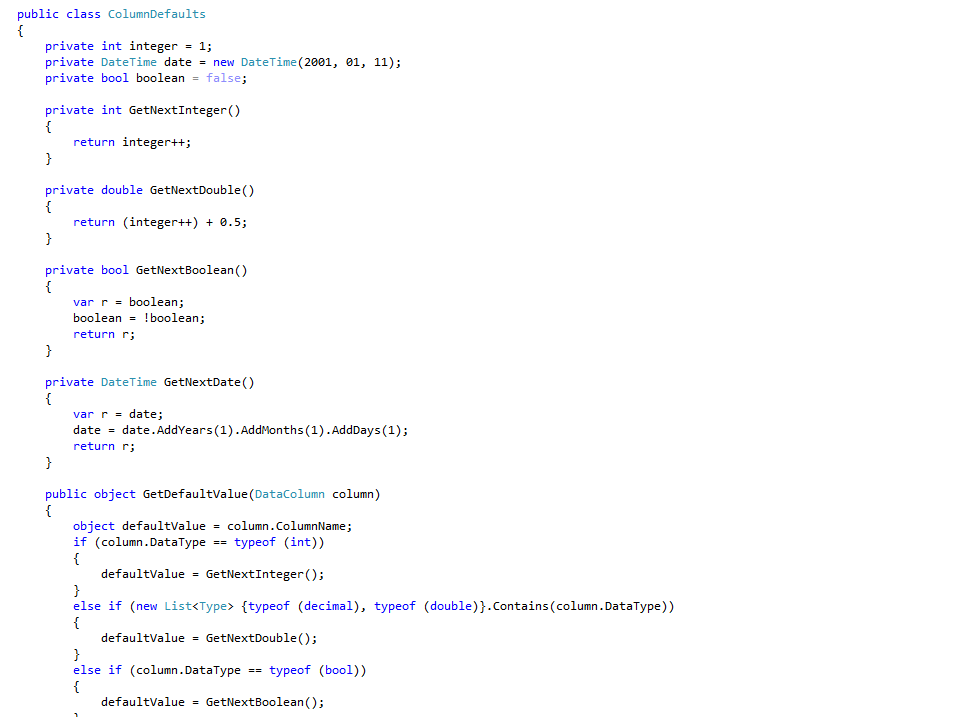 public class ColumnDefaults
{
    private int integer = 1;
    private DateTime date = new DateTime(2001, 01, 11);
    private bool boolean = false;

    private int GetNextInteger()
    {
        return integer++;
    }

    private double GetNextDouble()
    {
        return (integer++) + 0.5;
    }

    private bool GetNextBoolean()
    {
        var r = boolean;
        boolean = !boolean;
        return r;
    }

    private DateTime GetNextDate()
    {
        var r = date;
        date = date.AddYears(1).AddMonths(1).AddDays(1);
        return r;
    }

    public object GetDefaultValue(DataColumn column)
    {
        object defaultValue = column.ColumnName;
        if (column.DataType == typeof (int))
        {
            defaultValue = GetNextInteger();
        }
        else if (new List<Type> {typeof (decimal), typeof (double)}.Contains(column.DataType))
        {
            defaultValue = GetNextDouble();
        }
        else if (column.DataType == typeof (bool))
        {
            defaultValue = GetNextBoolean();
        }